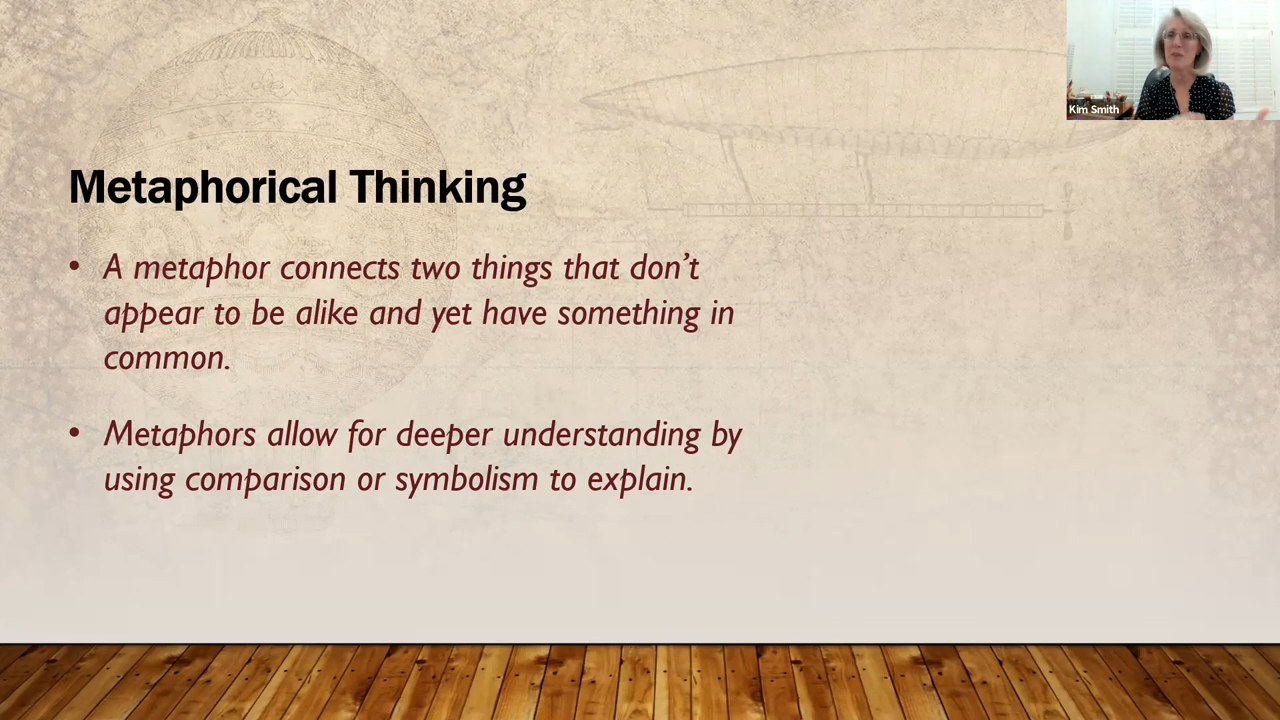 Kim Smith
Metaphorical Thinking
• A metaphor connects two things that don’t
appear to be alike and yet have something in
common.
• Metaphors allow for deeper understanding by
using comparison or symbolism to explain.